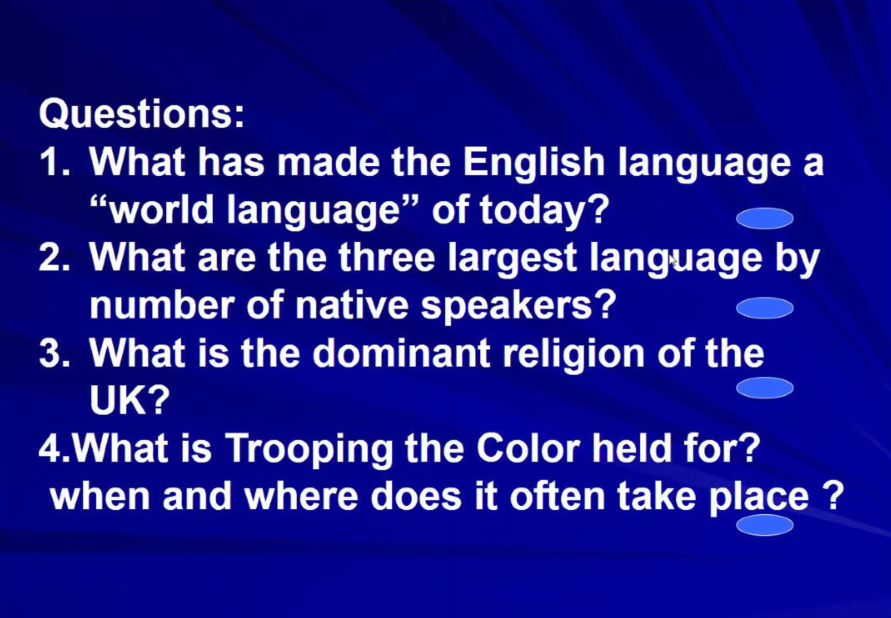 Questions:
1. What has made the English language a
“world language” of today?
2. What are the three largest language by
number of native speakers?
3. What is the dominant religion of the
UK?
4.What is Trooping the Color held for?
when and where does it often take place ?